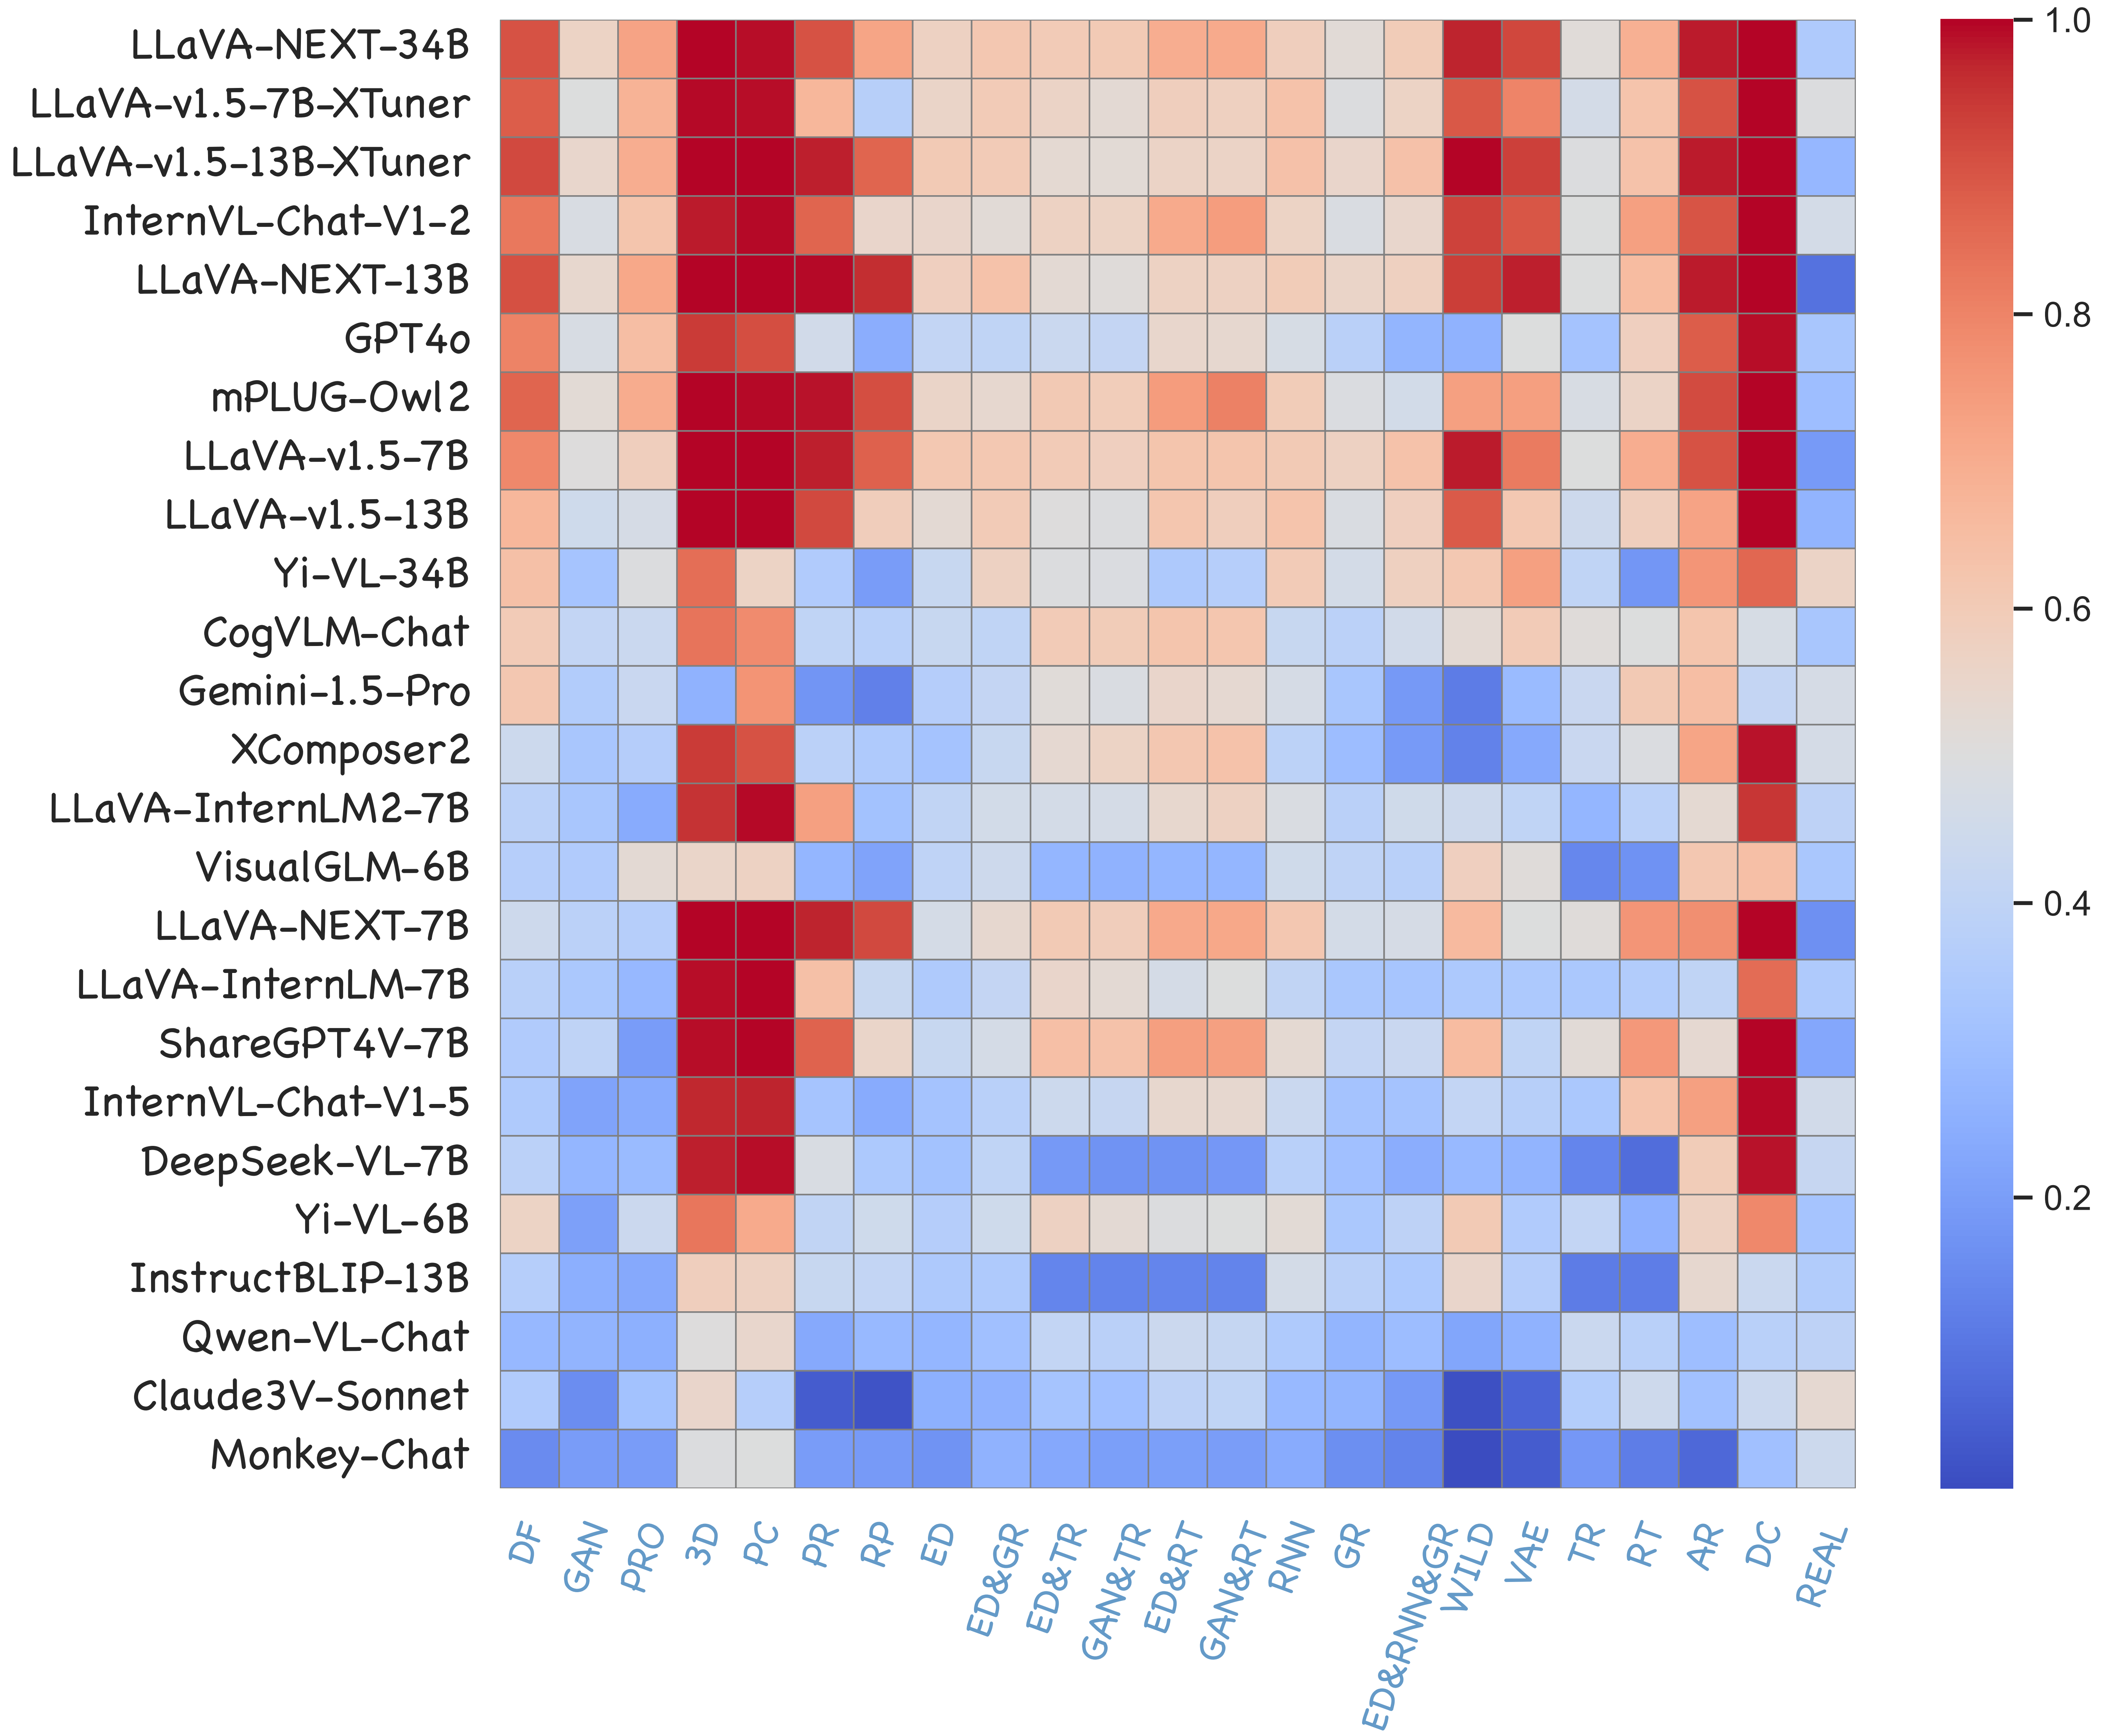 LLaVA-NEXT-34B
LLaVA-v1.5-7B-XTuner
LLaVA-v1.5-13B-XTuner
InternVL-Chat-V1-2
LLaVA-NEXT-13B
GPT4o
mPLUG-Owl2
LLaVA-v1.5-7B
LLaVA-v1.5-13B
Yi-VL-34B
CogVLM-Chat
Gemini-1.5-Pro
XComposer2
LLaVA-InternLM2-7B
VisualGLM-6B
LLaVA-NEXT-7B
LLaVA-InternLM-7B
ShareGPT4V-7B
InternVL-Chat-V1-5
DeepSeek-VL-7B
Yi-VL-6B
InstructBLIP-13B
Qwen-VL-Chat
Claude3V-Sonnet
Monkey-Chat
DF
GAN
PRO
3D
PC
PR
RP
ED
ED&GR
ED&TR
GAN&TR
ED&RT
GAN&RT
RNN
GR
ED&RNN&GR
WILD
VAE
TR
RT
AR
DC
REAL
1.0
0.8
0.6
0.4
0.2